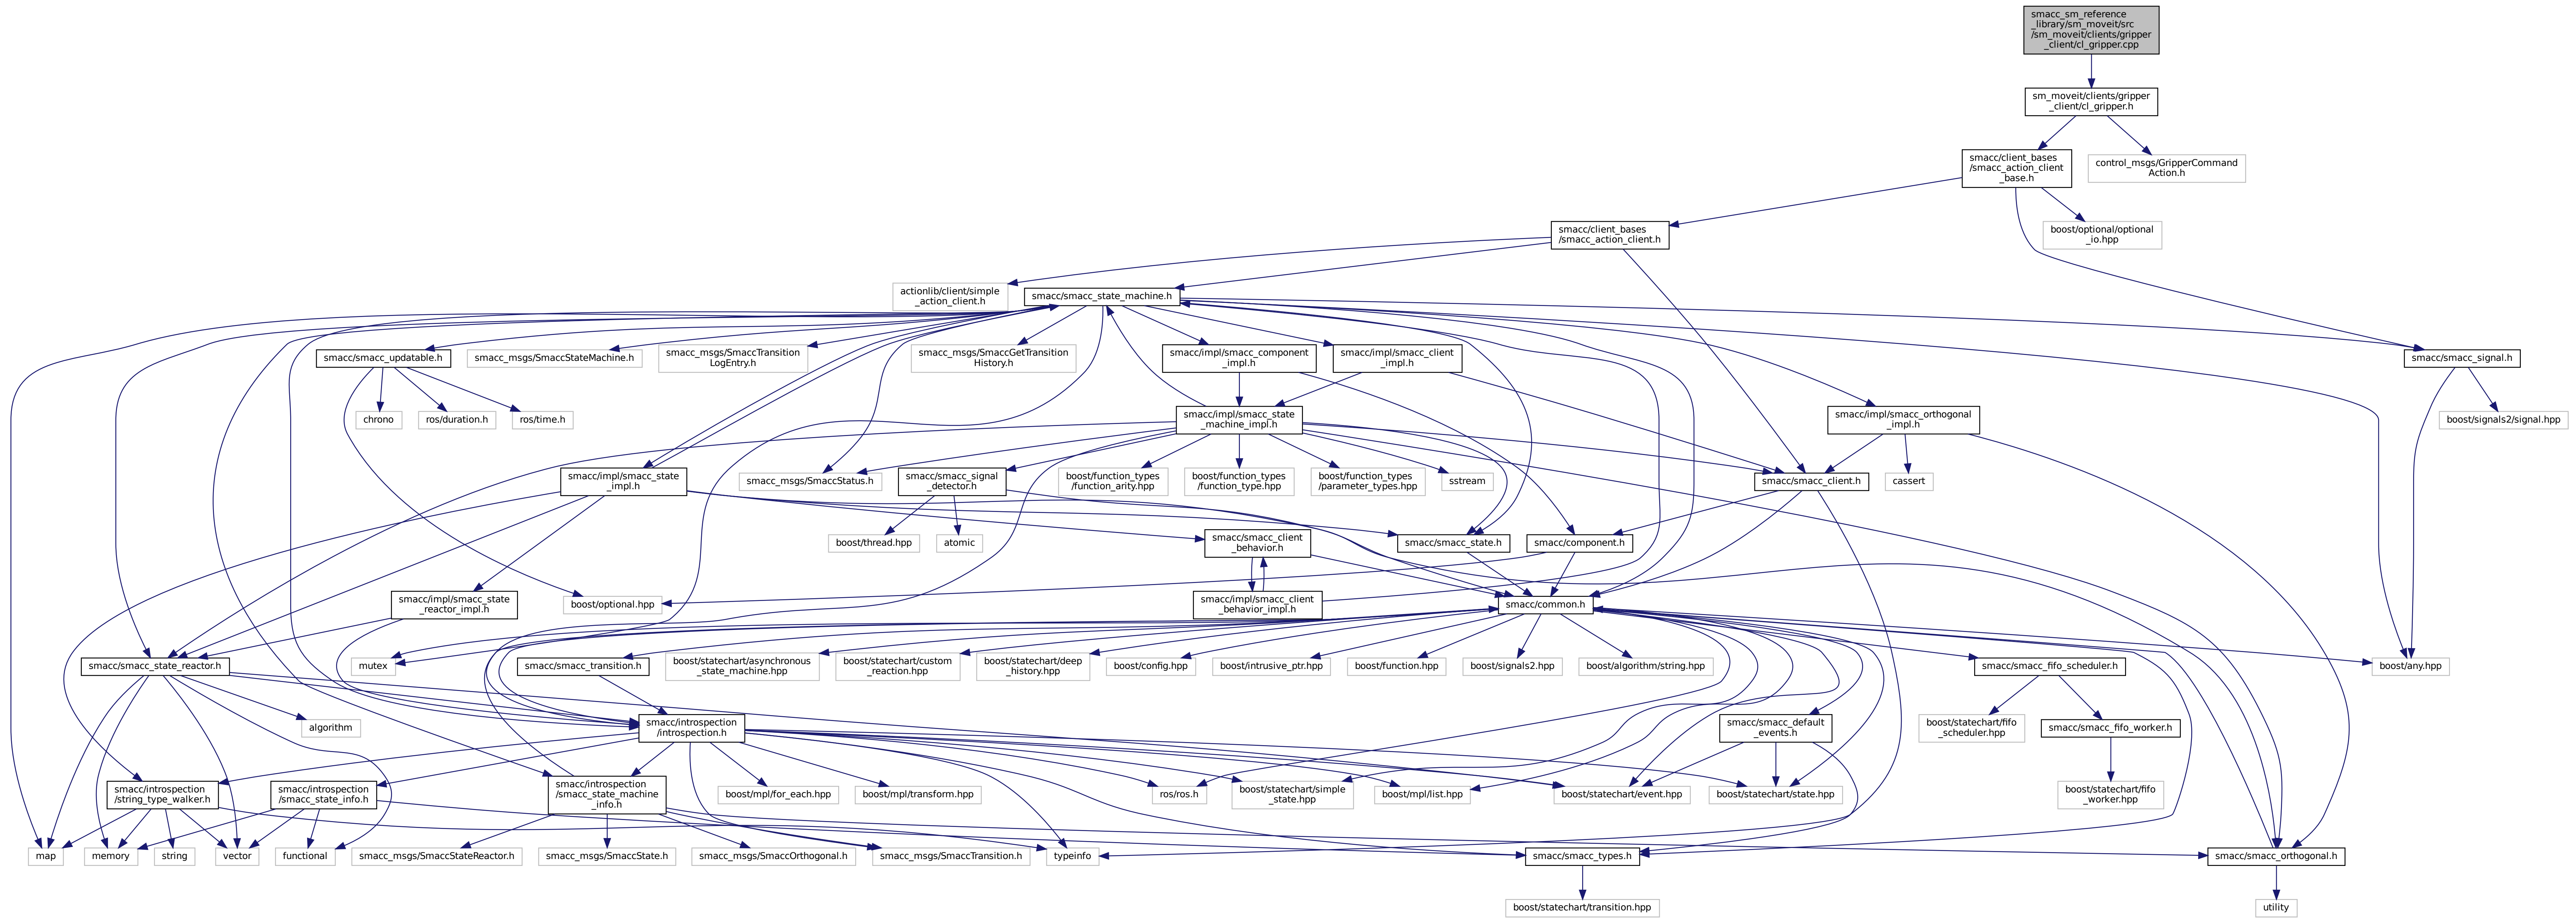 smacc_sm_reference
_library/sm_moveit/src
/sm_moveit/clients/gripper
_client/cl_gripper.cpp
sm_moveit/clients/gripper
_client/cl_gripper.h
smacc/client_bases
/smacc_action_client
_base.h
control_msgs/GripperCommand
Action.h
smacc/client_bases
/smacc_action_client.h
boost/optional/optional
_io.hpp
actionlib/client/simple
_action_client.h
smacc/smacc_state_machine.h
smacc/smacc_updatable.h
smacc_msgs/SmaccStateMachine.h
smacc_msgs/SmaccTransition
LogEntry.h
smacc_msgs/SmaccGetTransition
History.h
smacc/impl/smacc_component
_impl.h
smacc/impl/smacc_client
_impl.h
smacc/smacc_signal.h
chrono
ros/duration.h
ros/time.h
smacc/impl/smacc_state
_machine_impl.h
smacc/impl/smacc_orthogonal
_impl.h
boost/signals2/signal.hpp
smacc/impl/smacc_state
_impl.h
smacc_msgs/SmaccStatus.h
smacc/smacc_signal
_detector.h
boost/function_types
/function_arity.hpp
boost/function_types
/function_type.hpp
boost/function_types
/parameter_types.hpp
sstream
smacc/smacc_client.h
cassert
boost/thread.hpp
atomic
smacc/smacc_client
_behavior.h
smacc/smacc_state.h
smacc/component.h
smacc/impl/smacc_state
_reactor_impl.h
boost/optional.hpp
smacc/impl/smacc_client
_behavior_impl.h
smacc/common.h
smacc/smacc_state_reactor.h
mutex
smacc/smacc_transition.h
boost/statechart/asynchronous
_state_machine.hpp
boost/statechart/custom
_reaction.hpp
boost/statechart/deep
_history.hpp
boost/config.hpp
boost/intrusive_ptr.hpp
boost/function.hpp
boost/signals2.hpp
boost/algorithm/string.hpp
smacc/smacc_fifo_scheduler.h
boost/any.hpp
algorithm
smacc/introspection
/introspection.h
smacc/smacc_default
_events.h
boost/statechart/fifo
_scheduler.hpp
smacc/smacc_fifo_worker.h
smacc/introspection
/string_type_walker.h
smacc/introspection
/smacc_state_info.h
smacc/introspection
/smacc_state_machine
_info.h
boost/mpl/for_each.hpp
boost/mpl/transform.hpp
ros/ros.h
boost/statechart/simple
_state.hpp
boost/mpl/list.hpp
boost/statechart/event.hpp
boost/statechart/state.hpp
boost/statechart/fifo
_worker.hpp
map
memory
string
vector
functional
smacc_msgs/SmaccStateReactor.h
smacc_msgs/SmaccState.h
smacc_msgs/SmaccOrthogonal.h
smacc_msgs/SmaccTransition.h
typeinfo
smacc/smacc_types.h
smacc/smacc_orthogonal.h
boost/statechart/transition.hpp
utility